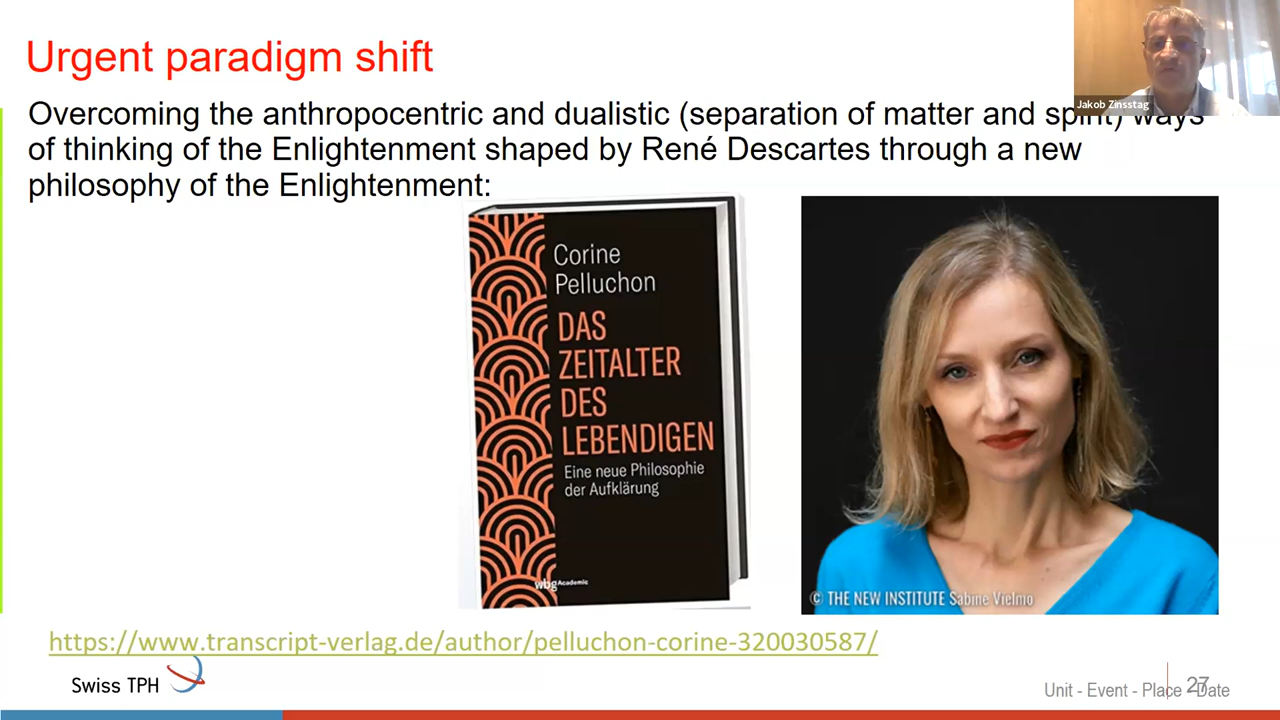 Urgent paradigm shift
Jakob Zinsstag
Overcoming the anthropocentric and dualistic (separation of matter and spirit) ways
of thinking of the Enlightenment shaped by René Descartes through a new
philosophy of the Enlightenment:
Corine
Pelluchon
DAS
ZEITALTER
DES
LEBENDIGEN
Eine neue Philosophie
der Aufklärung
wbg Academic
© THE NEW INSTITUTE Sabine Vielmo
https://www.transcript-verlag.de/author/pelluchon-corine-320030587/
Swiss TPH
Unit - Event - Place - Date
27